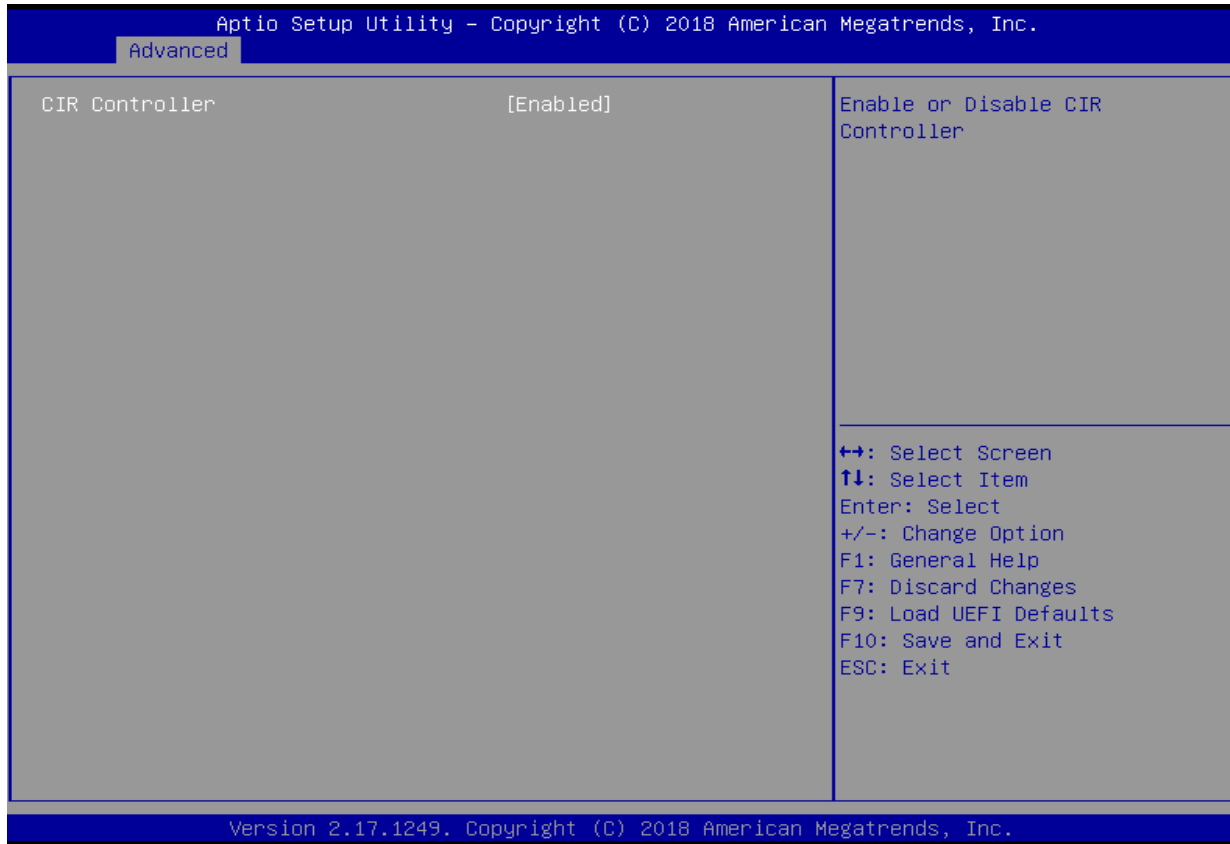 Aptio Setup Utility – Copyright (C) 2018 American Megatrends, Inc.
Advanced
CIR Controller [Enabled]
Enable or Disable CIR
Controller
↔: Select Screen
↑↓: Select Item
Enter: Select
+/-: Change Option
F1: General Help
F7: Discard Changes
F9: Load UEFI Defaults
F10: Save and Exit
ESC: Exit
Version 2.17.1249. Copyright (C) 2018 American Megatrends, Inc.